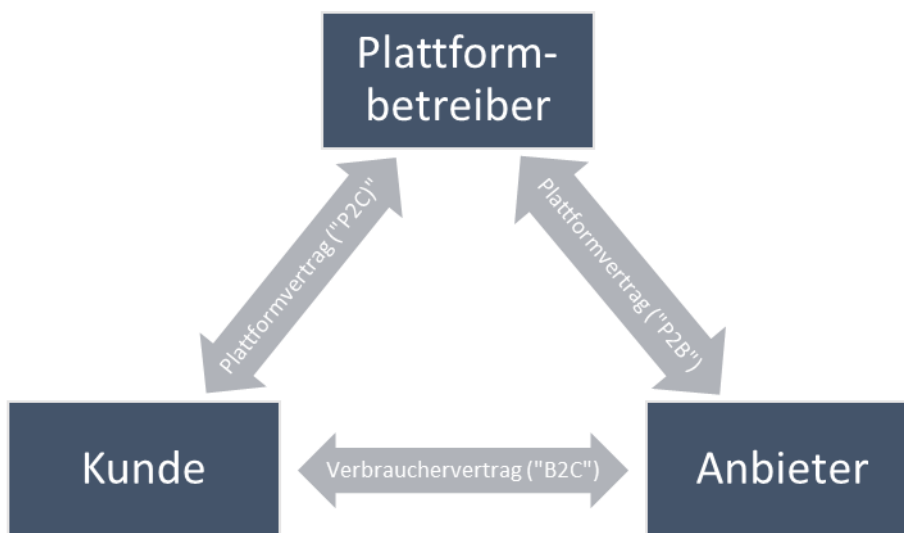 Plattform-
betreiber
Plattformvertrag ("P2C)"
Plattformvertrag ("P2B")
Kunde
Verbrauchervertrag ("B2C")
Anbieter